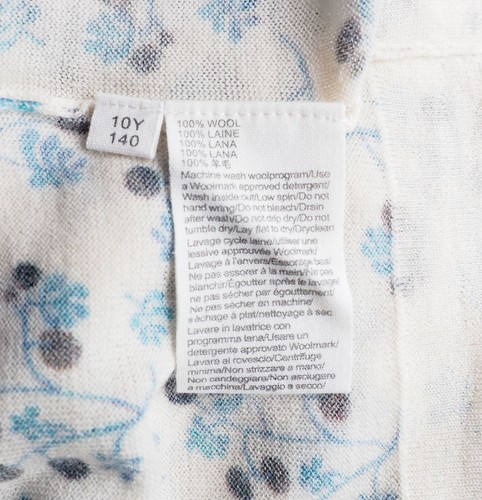 10Y
140
100% WOOL
100% LAINE
100% LANA
100% LANA
100% 羊毛
Machine wash woolprogram/Use
a Woolmark approved detergent/
Wash inside out/Low spin/Do not
hand wring/Do not bleach/Drain
after wash/Do not drip dry/Do not
tumble dry/Lay flat to dry/Dryclean
Lavage cycle laine/utiliser une
lessive approuvée Woolmark/
Lavage à l'anvers/Essorage bas/
Ne pas essorer à la main/Ne pas
blanchir/Égoutter après le lavage/
ne pas sécher par égouttement/
ne pas sécher en machine/
séchage à plat/nettoyage à sec
Lavare in lavatrice con
programma lana/Usare un
detergente approvato Woolmark/
Lavare al rovescio/Centrifuge
minima/Non strizzare a mano/
Non candeggiare/Non asciugare
a macchina/Lavaggio a secco/